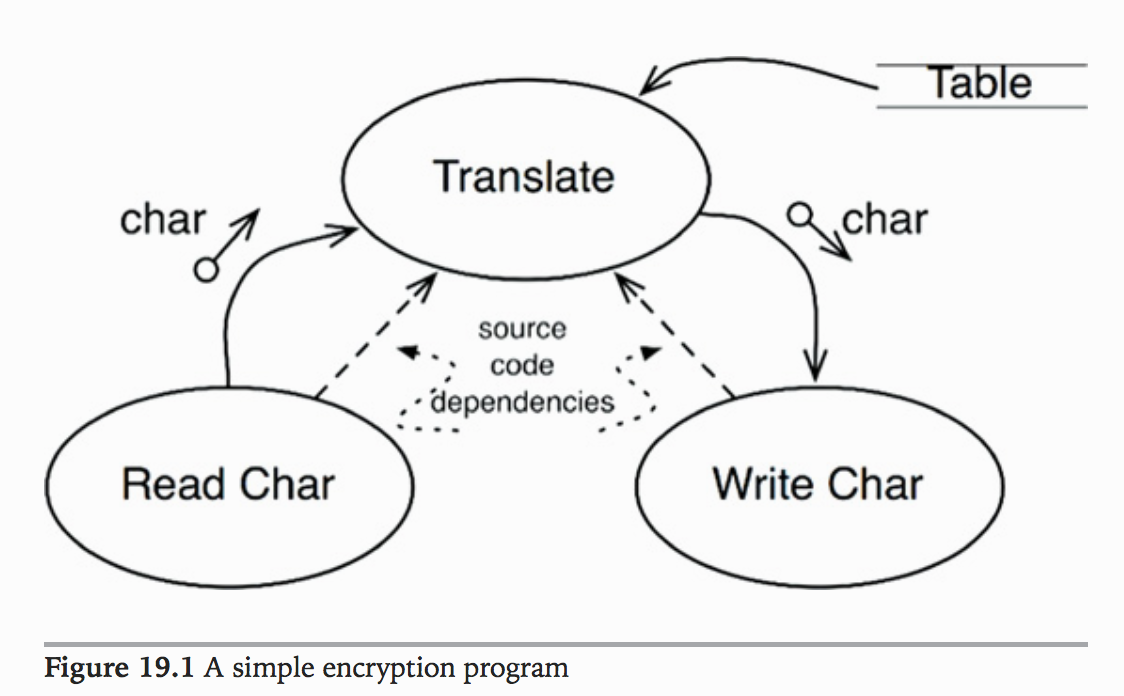 Table
Translate
char
char
source
code
dependencies
Read Char
Write Char
Figure 19.1 A simple encryption program